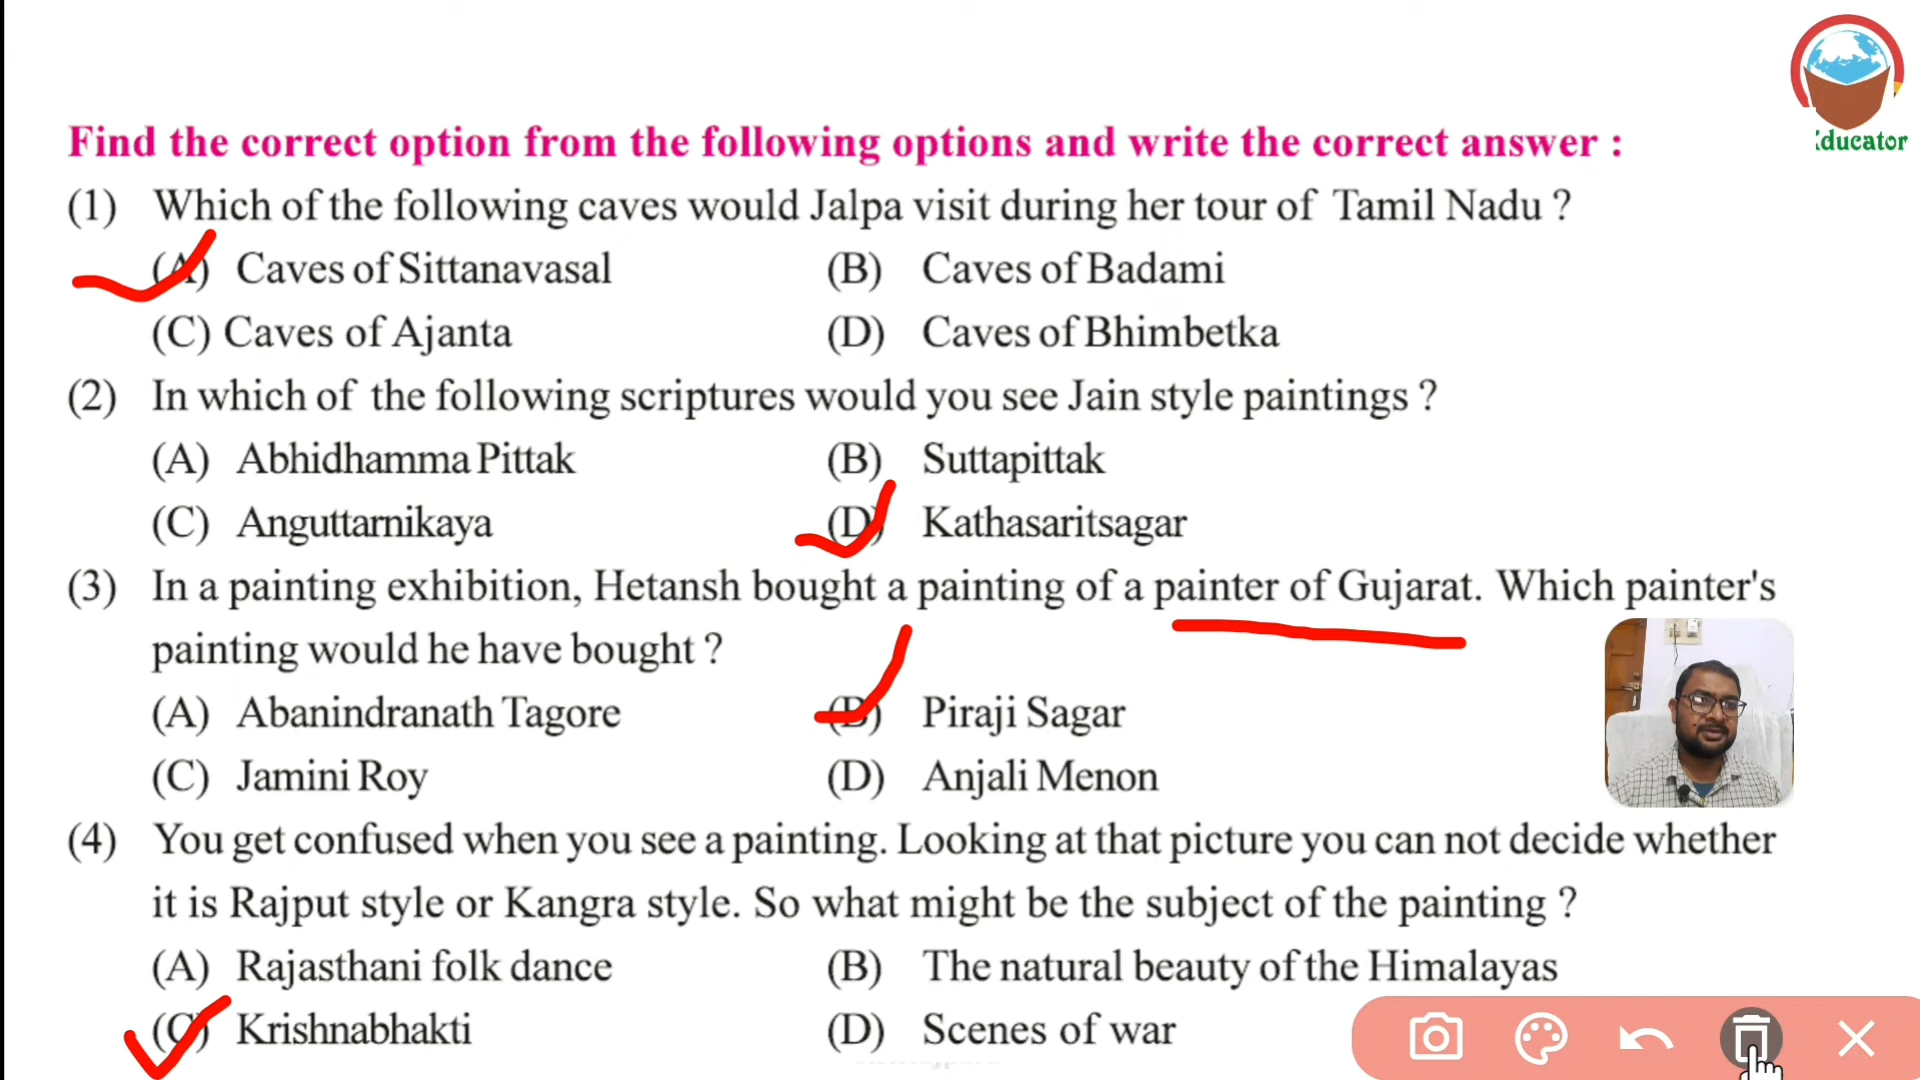 Educator
Find the correct option from the following options and write the correct answer :
(1) Which of the following caves would Jalpa visit during her tour of Tamil Nadu ?
(A) Caves of Sittanavasal (B) Caves of Badami
(C) Caves of Ajanta (D) Caves of Bhimbetka
(2) In which of the following scriptures would you see Jain style paintings ?
(A) Abhidhamma Pittak (B) Suttapittak
(C) Anguttarnikaya (D) Kathasaritsagar
(3) In a painting exhibition, Hetansh bought a painting of a painter of Gujarat. Which painter's
painting would he have bought ?
(A) Abanindranath Tagore (B) Piraji Sagar
(C) Jamini Roy (D) Anjali Menon
(4) You get confused when you see a painting. Looking at that picture you can not decide whether
it is Rajput style or Kangra style. So what might be the subject of the painting ?
(A) Rajasthani folk dance (B) The natural beauty of the Himalayas
(C) Krishnabhakti (D) Scenes of war